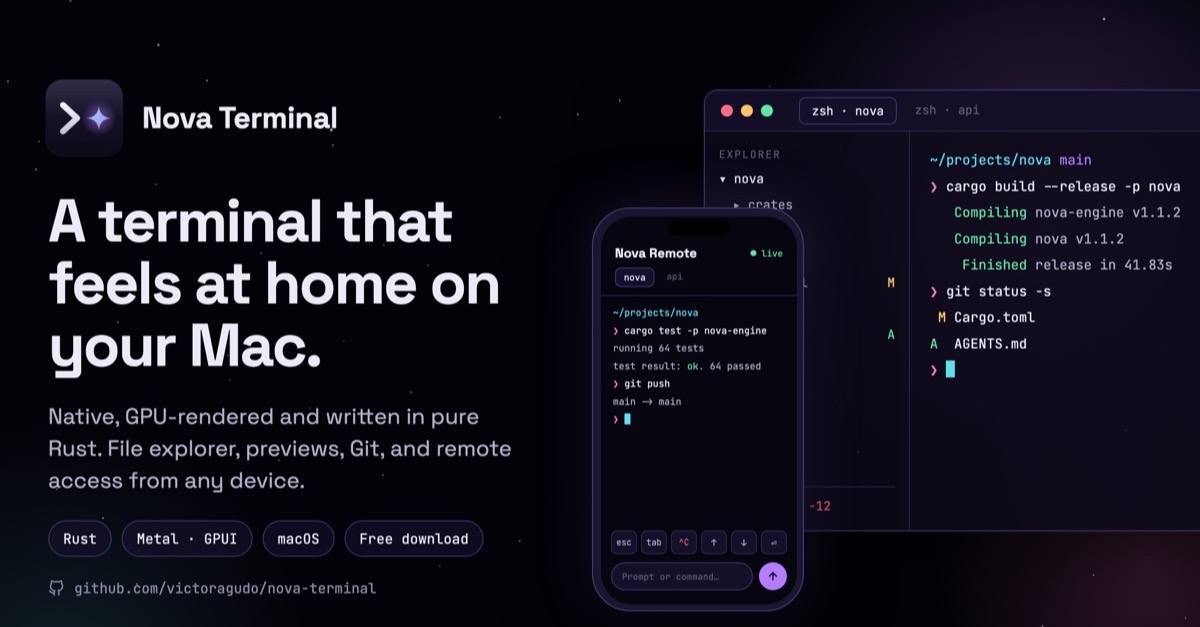 Nova Terminal
A terminal that
feels at home on
your Mac.
Native, GPU-rendered and written in pure
Rust. File explorer, previews, Git, and remote
access from any device.
Rust
Metal · GPUI
macOS
Free download
github.com/victoragudo/nova-terminal
zsh · nova
zsh · api
EXPLORER
▾ nova
▸ crates
M
A
-12
~/projects/nova main
❯ cargo build --release -p nova
Compiling nova-engine v1.1.2
Compiling nova v1.1.2
Finished release in 41.83s
❯ git status -s
M Cargo.toml
A AGENTS.md
❯
Nova Remote
● live
nova
api
~/projects/nova
❯ cargo test -p nova-engine
running 64 tests
test result: ok. 64 passed
❯ git push
main → main
❯
esc
tab
^C
↑
↓
⏎
Prompt or command…
↑